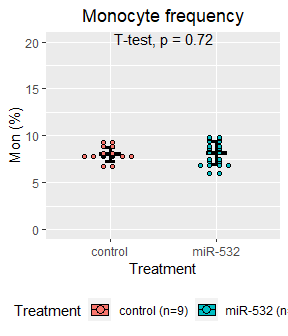 Monocyte frequency
T-test, p = 0.72
20
15
10
5
0
Mon (%)
control miR-532
Treatment
Treatment control (n=9) miR-532 (n